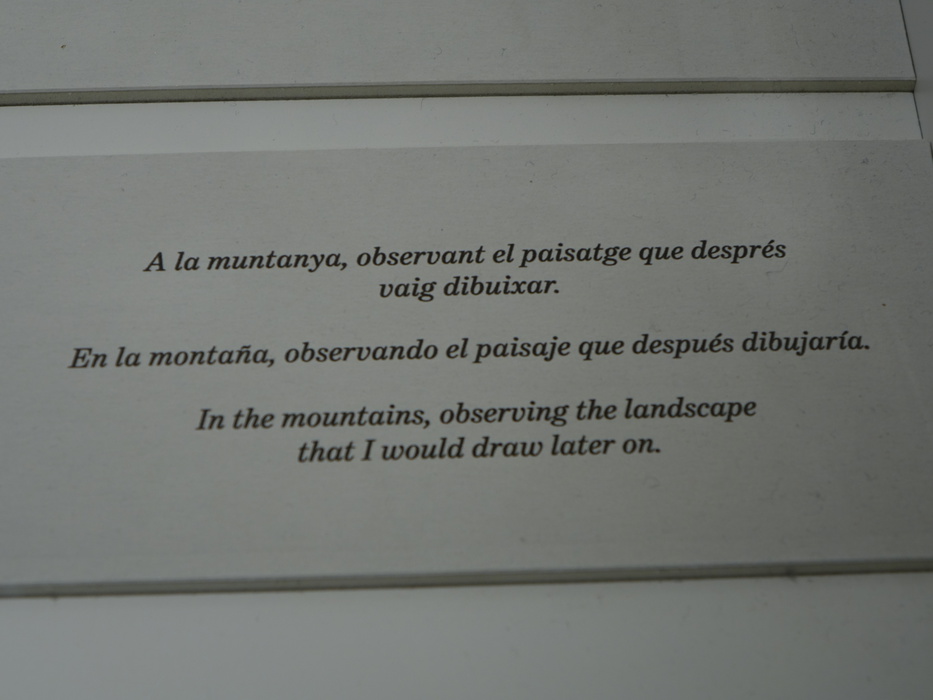 A la muntanya, observant el paisatge que després
vaig dibuixar.
En la montaña, observando el paisaje que después dibujaría.
In the mountains, observing the landscape
that I would draw later on.